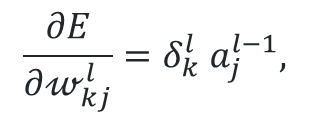 ∂E/∂w^l_{kj} = δ^l_k a^{l−1}_j,